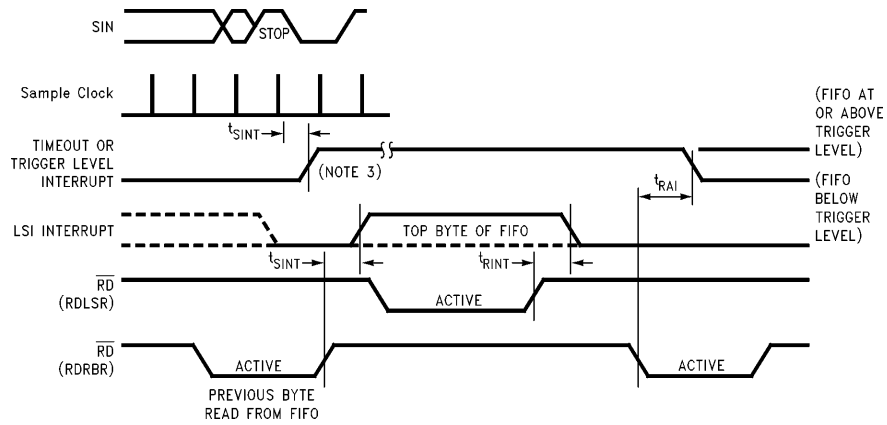 SIN
STOP
Sample Clock
tSINT
(FIFO AT
OR ABOVE
TRIGGER
LEVEL)
TIMEOUT OR
TRIGGER LEVEL
INTERRUPT
(NOTE 3)
tRAI
(FIFO
BELOW
TRIGGER
LEVEL)
LSI INTERRUPT
TOP BYTE OF FIFO
tSINT
tRINT
RD
(RDLSR)
ACTIVE
RD
(RDRBR)
ACTIVE
ACTIVE
PREVIOUS BYTE
READ FROM FIFO